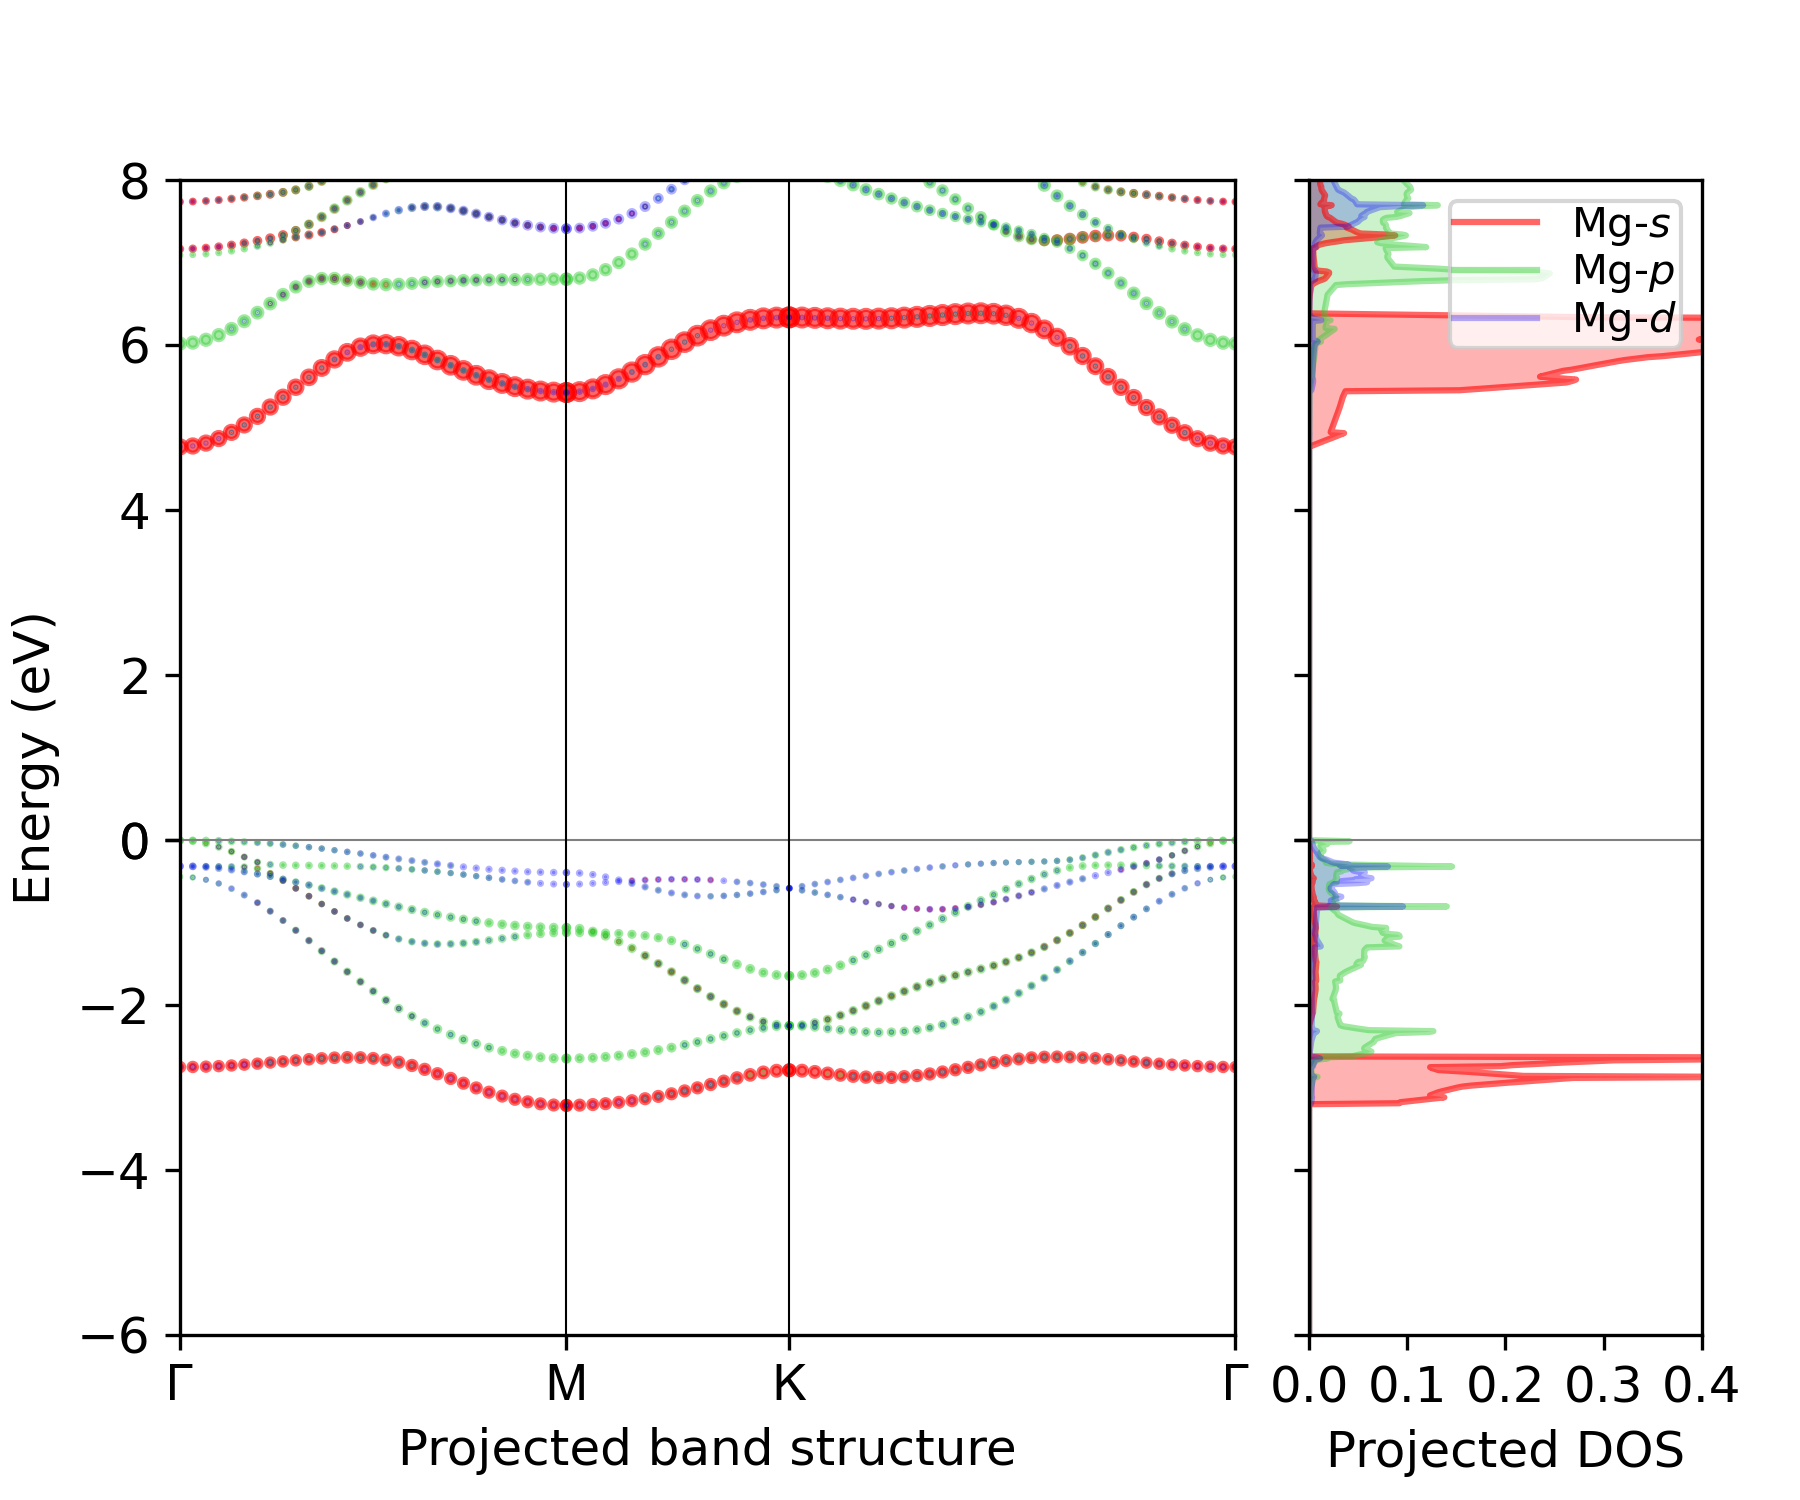 8
6
4
2
0
−2
−4
−6
Energy (eV)
Γ M K Γ
Projected band structure
Mg-s
Mg-p
Mg-d
0.0 0.1 0.2 0.3 0.4
Projected DOS